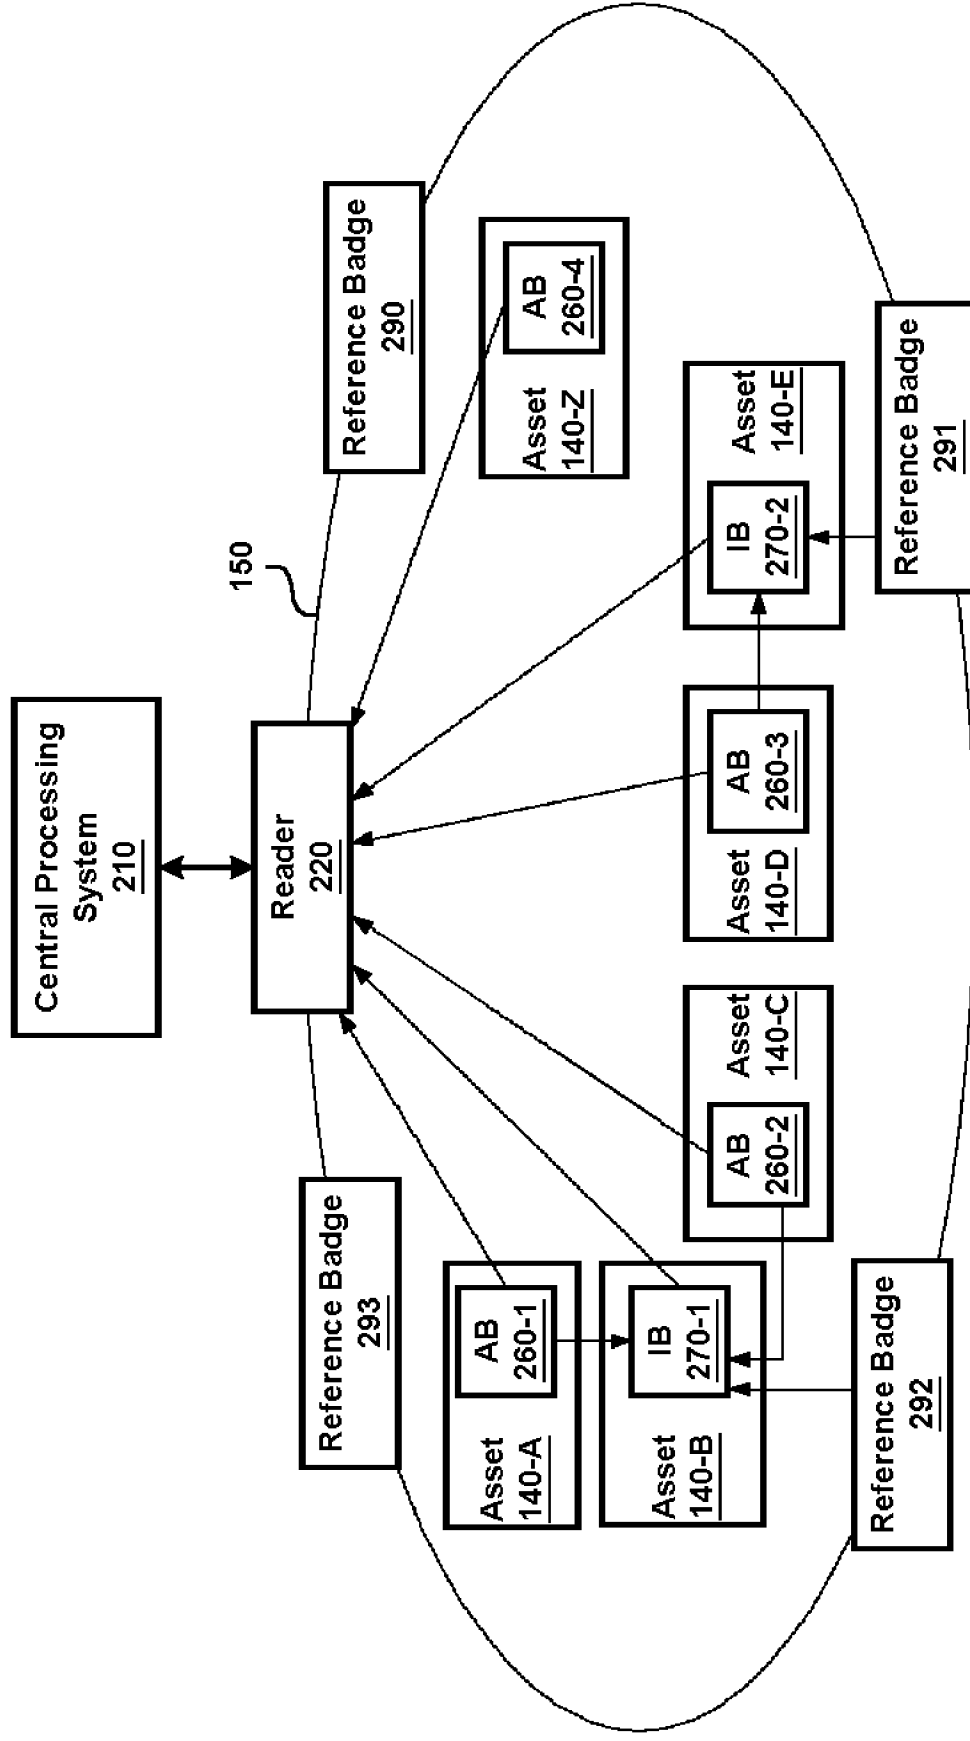 Central Processing
System
210
Reader
220
150
Reference Badge
293
Reference Badge
290
Asset
140-A
AB
260-1
Asset
140-Z
AB
260-4
Asset
140-B
IB
270-1
AB
260-2
Asset
140-C
Asset
140-D
AB
260-3
IB
270-2
Asset
140-E
Reference Badge
292
Reference Badge
291